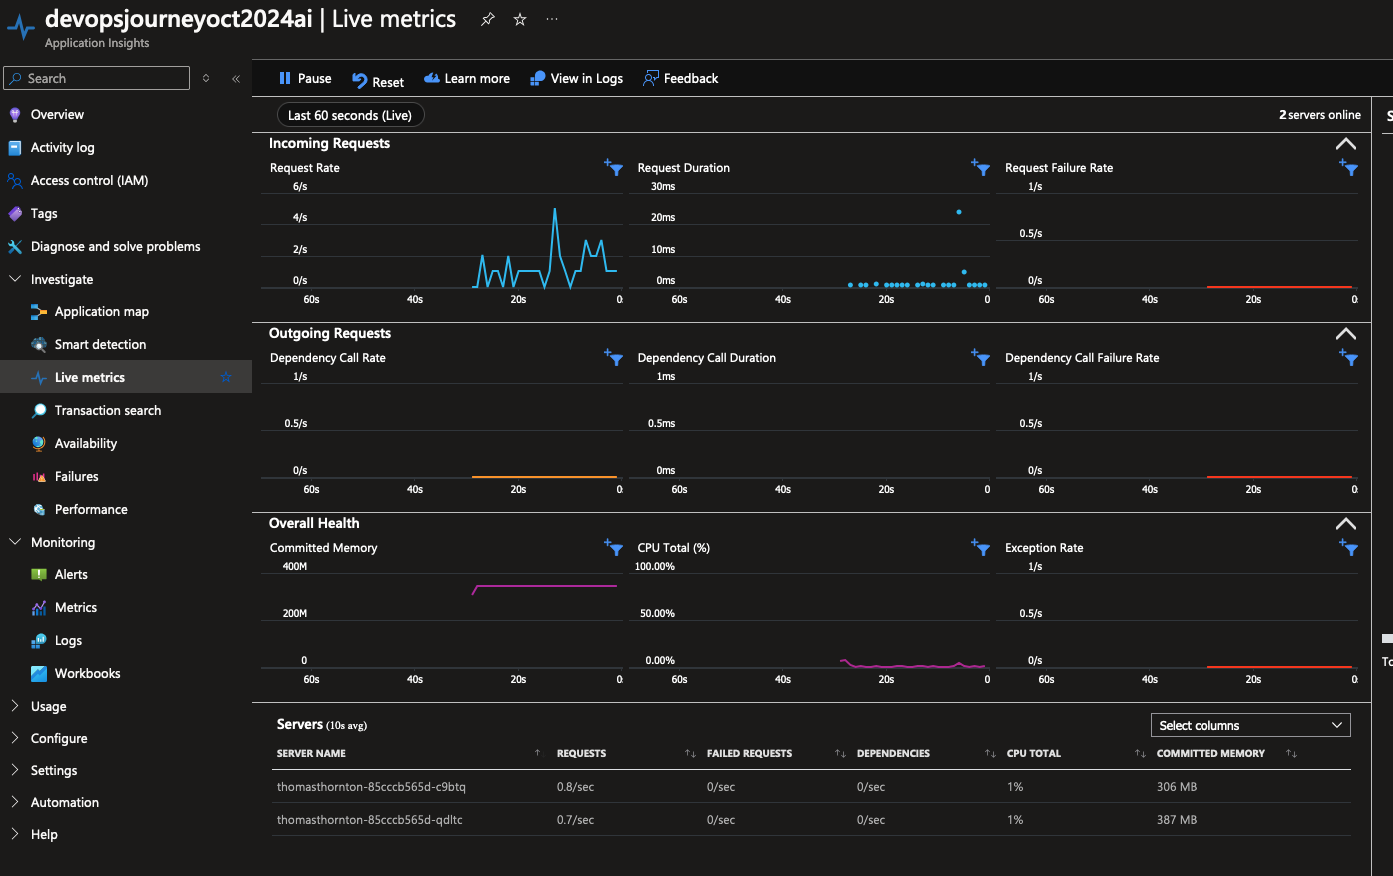 devopsjourneyoct2024ai | Live metrics
Application Insights
Search
Overview
Activity log
Access control (IAM)
Tags
Diagnose and solve problems
Investigate
Application map
Smart detection
Live metrics
Transaction search
Availability
Failures
Performance
Monitoring
Alerts
Metrics
Logs
Workbooks
Usage
Configure
Settings
Automation
Help
Pause Reset Learn more View in Logs Feedback
Last 60 seconds (Live) 2 servers online
Incoming Requests
Request Rate
6/s
4/s
2/s
0/s
60s 40s 20s 0
Request Duration
30ms
20ms
10ms
0ms
60s 40s 20s 0
Request Failure Rate
1/s
0.5/s
0/s
60s 40s 20s 0
Outgoing Requests
Dependency Call Rate
1/s
0.5/s
0/s
60s 40s 20s 0
Dependency Call Duration
1ms
0.5ms
0ms
60s 40s 20s 0
Dependency Call Failure Rate
1/s
0.5/s
0/s
60s 40s 20s 0
Overall Health
Committed Memory
400M
200M
0
60s 40s 20s 0
CPU Total (%)
100.00%
50.00%
0.00%
60s 40s 20s 0
Exception Rate
1/s
0.5/s
0/s
60s 40s 20s 0
Servers (10s avg) Select columns
SERVER NAME REQUESTS FAILED REQUESTS DEPENDENCIES CPU TOTAL COMMITTED MEMORY
thomasthornton-85cccb565d-c9btq 0.8/sec 0/sec 0/sec 1% 306 MB
thomasthornton-85cccb565d-qdltc 0.7/sec 0/sec 0/sec 1% 387 MB